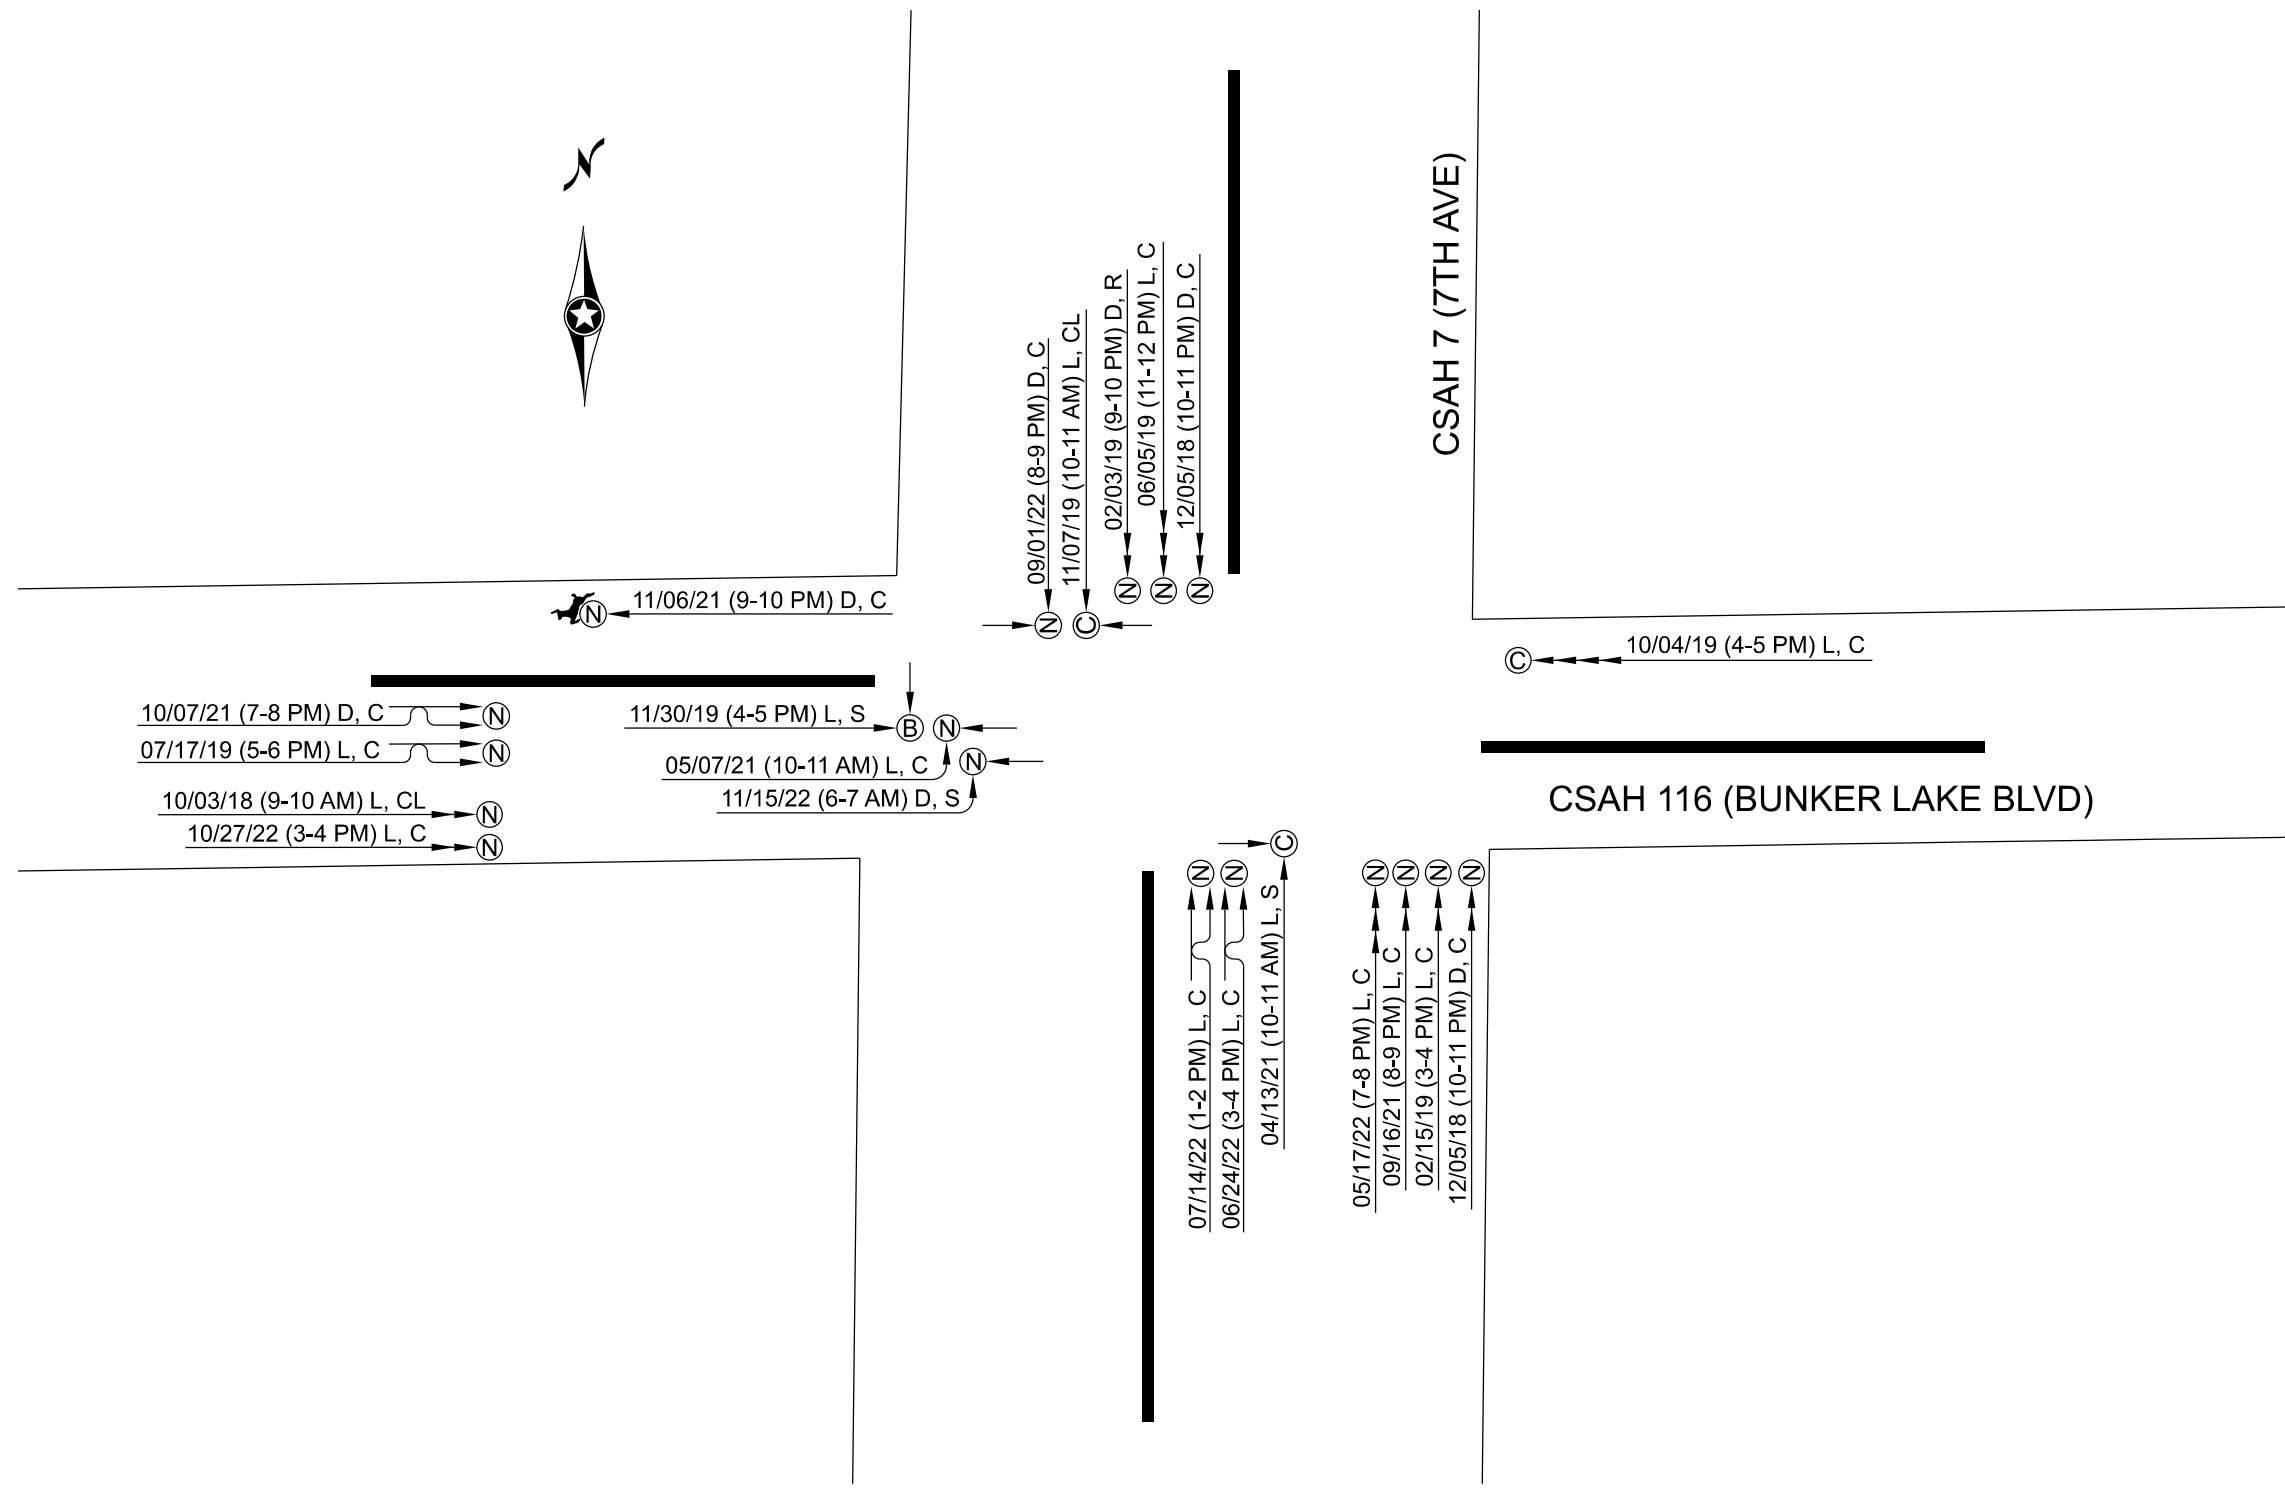 N
CSAH 7 (7TH AVE)
09/01/22 (8-9 PM) D, C
N
11/07/19 (10-11 AM) L, CL
C
02/03/19 (9-10 PM) D, R
N
06/05/19 (11-12 PM) L, C
N
12/05/18 (10-11 PM) D, C
N
N
11/06/21 (9-10 PM) D, C
C
10/04/19 (4-5 PM) L, C
10/07/21 (7-8 PM) D, C
N
07/17/19 (5-6 PM) L, C
N
11/30/19 (4-5 PM) L, S
B
N
05/07/21 (10-11 AM) L, C
N
11/15/22 (6-7 AM) D, S
10/03/18 (9-10 AM) L, CL
N
10/27/22 (3-4 PM) L, C
N
CSAH 116 (BUNKER LAKE BLVD)
07/14/22 (1-2 PM) L, C
N
06/24/22 (3-4 PM) L, C
N
04/13/21 (10-11 AM) L, S
C
05/17/22 (7-8 PM) L, C
N
09/16/21 (8-9 PM) L, C
N
02/15/19 (3-4 PM) L, C
N
12/05/18 (10-11 PM) D, C
N